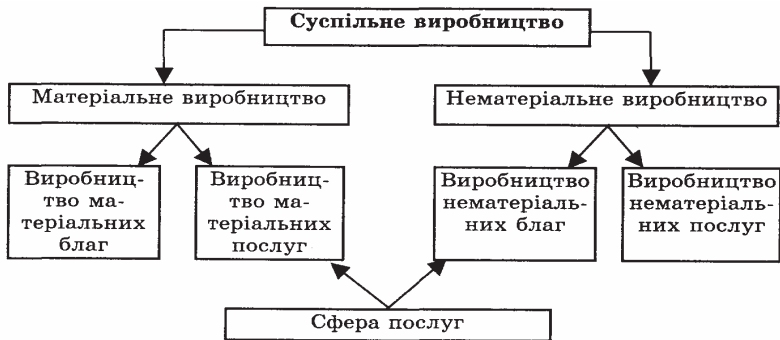 Суспільне виробництво
Матеріальне виробництво
Нематеріальне виробництво
Виробниц-
тво ма-
теріальних
благ
Виробниц-
тво ма-
теріальних
послуг
Виробництво
нематеріаль-
них благ
Виробництво
нематеріаль-
них послуг
Сфера послуг